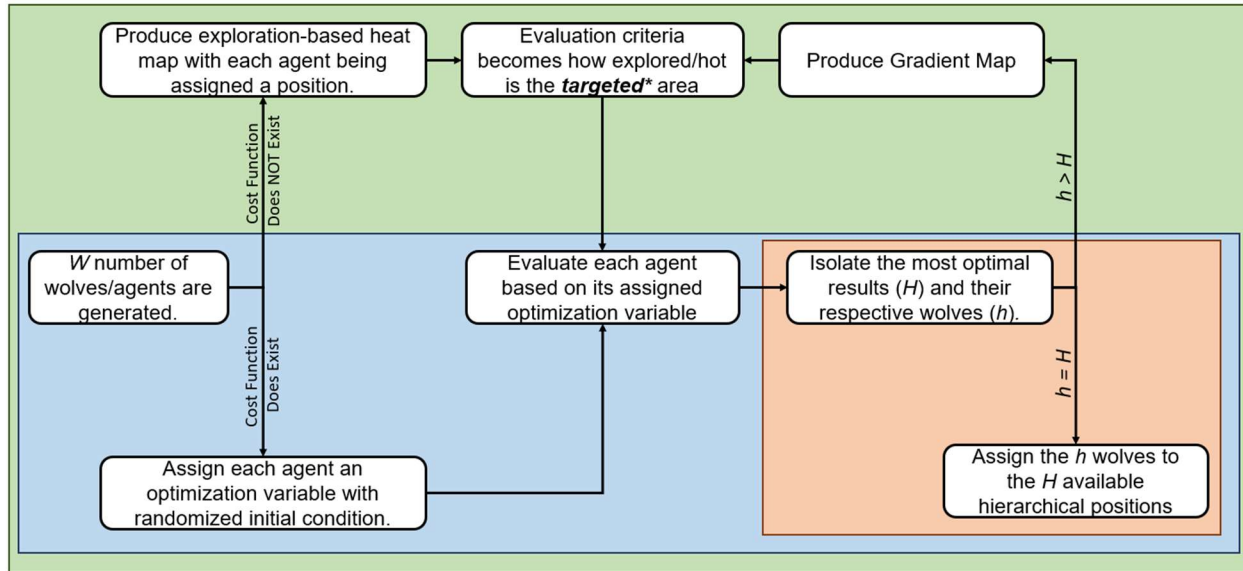 Produce exploration-based heat
map with each agent being
assigned a position.
Evaluation criteria
becomes how explored/hot
is the targeted* area
Produce Gradient Map
Cost Function
Does NOT Exist
h > H
W number of
wolves/agents are
generated.
Evaluate each agent
based on its assigned
optimization variable
Isolate the most optimal
results (H) and their
respective wolves (h).
Cost Function
Does Exist
h = H
Assign each agent an
optimization variable with
randomized initial condition.
Assign the h wolves to
the H available
hierarchical positions